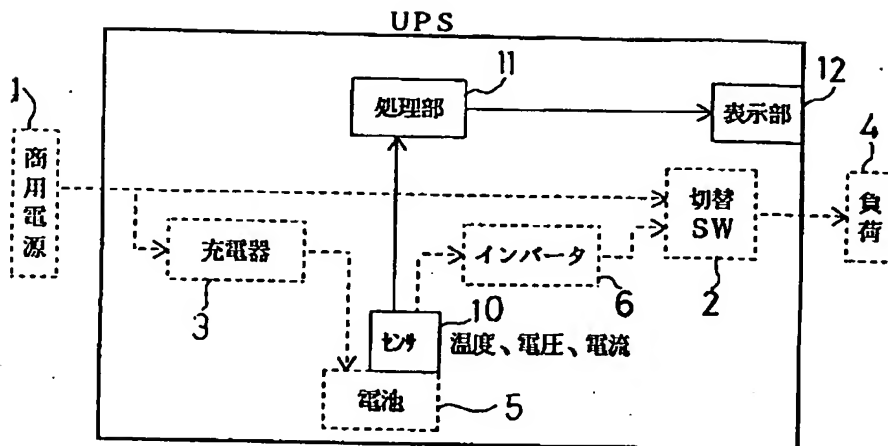 UPS
11
処理部
12
表示部
1
商用電源
4
負荷
切替
SW
2
充電器
3
インバータ
6
センサ
10
温度、電圧、電流
電池
5